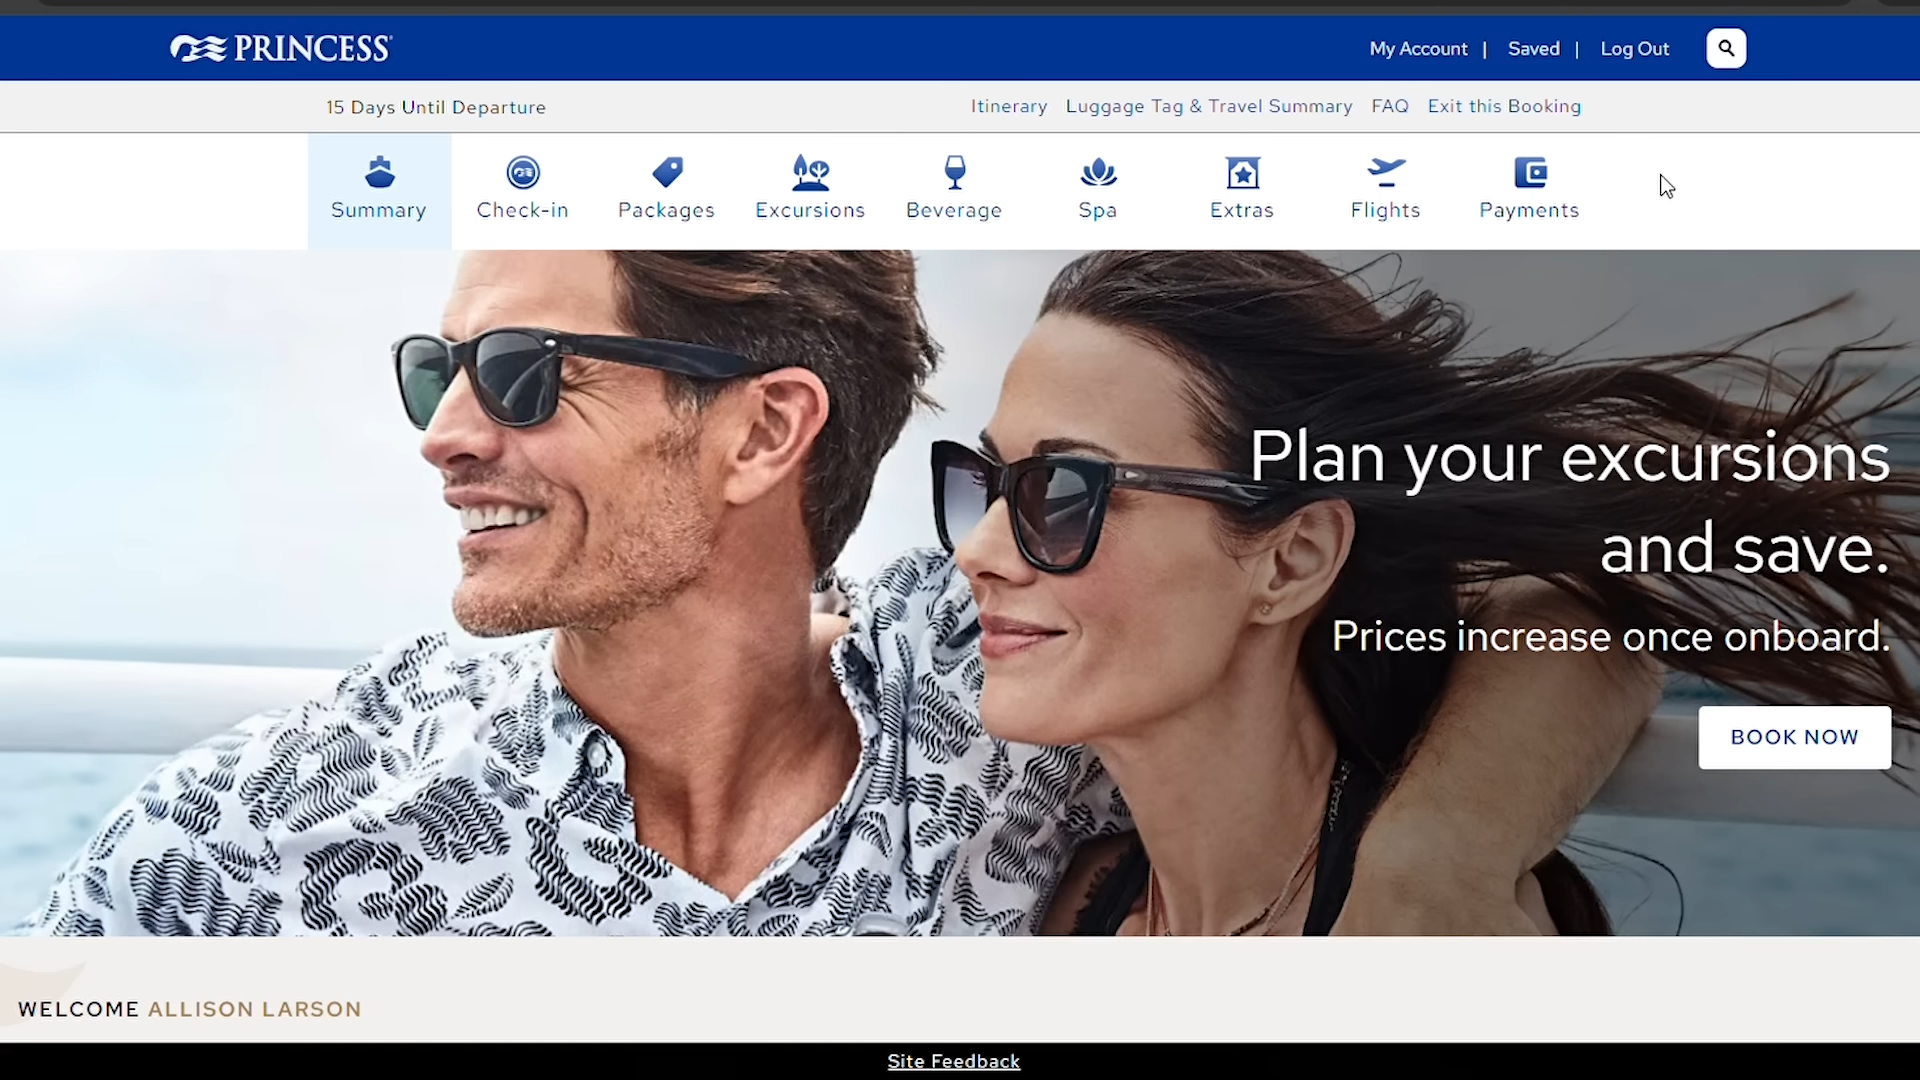 PRINCESS
My Account | Saved | Log Out
15 Days Until Departure
Itinerary Luggage Tag & Travel Summary FAQ Exit this Booking
Summary Check-in Packages Excursions Beverage Spa Extras Flights Payments
Plan your excursions
and save.
Prices increase once onboard.
BOOK NOW
WELCOME ALLISON LARSON
Site Feedback